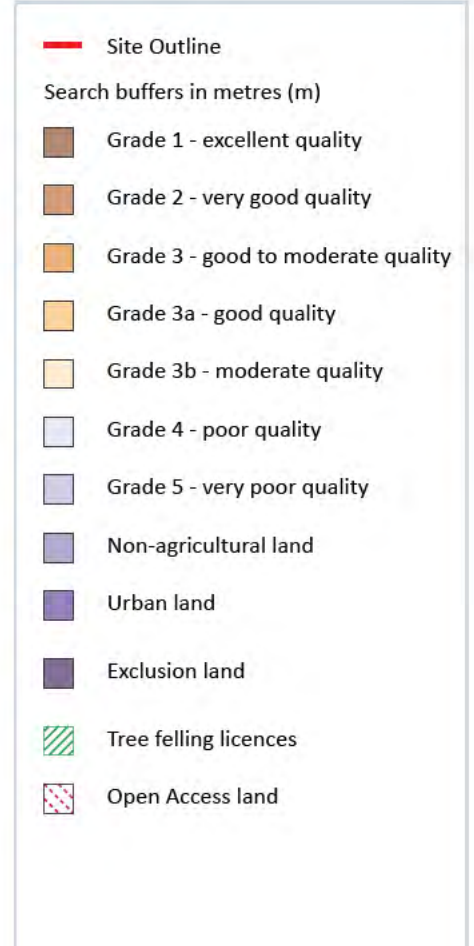 Site Outline
Search buffers in metres (m)
Grade 1 - excellent quality
Grade 2 - very good quality
Grade 3 - good to moderate quality
Grade 3a - good quality
Grade 3b - moderate quality
Grade 4 - poor quality
Grade 5 - very poor quality
Non-agricultural land
Urban land
Exclusion land
Tree felling licences
Open Access land